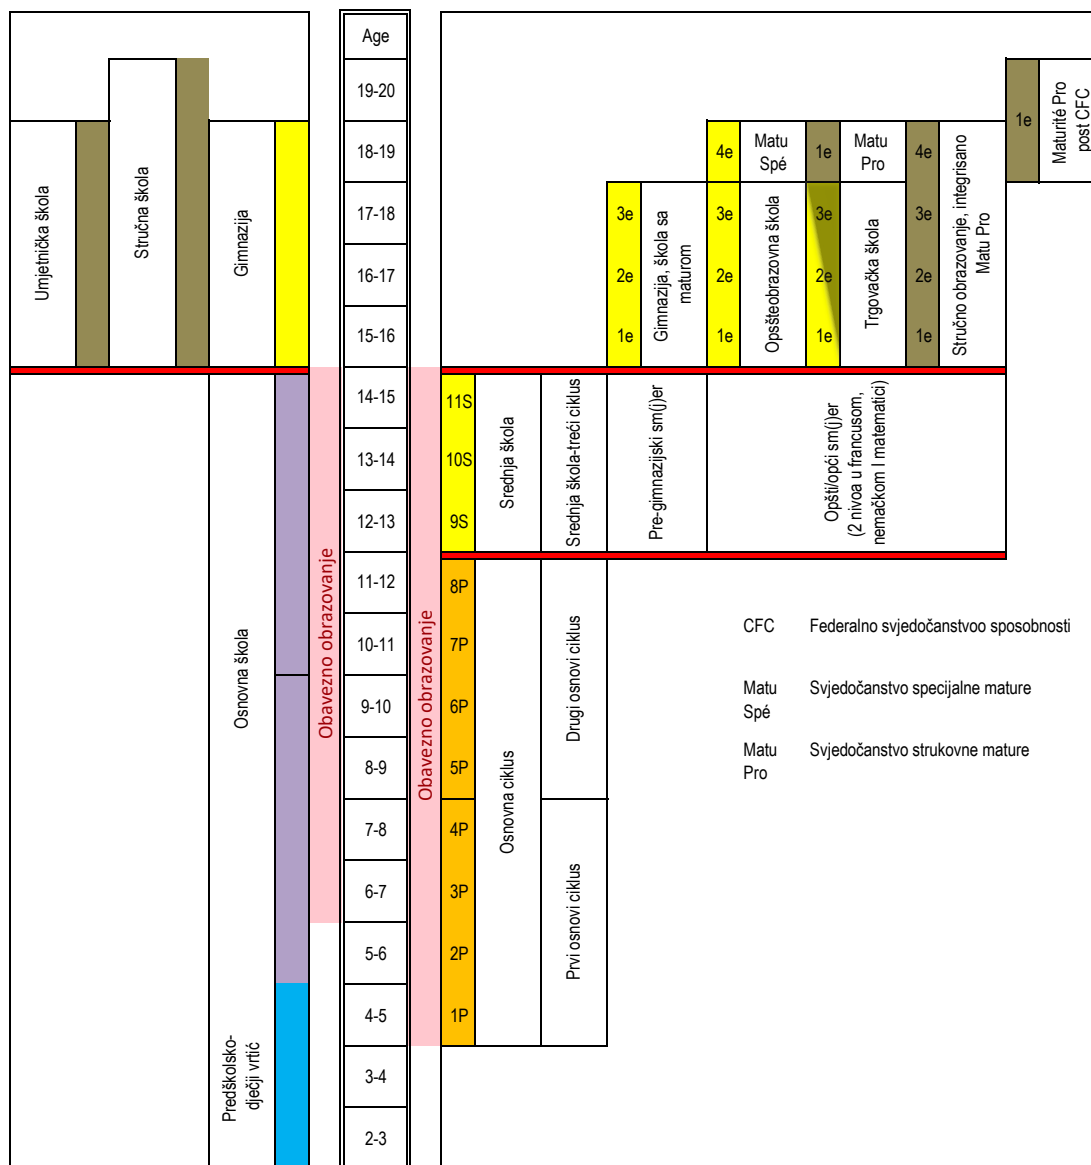 Age
19-20
18-19
17-18
16-17
15-16
14-15
13-14
12-13
11-12
10-11
9-10
8-9
7-8
6-7
5-6
4-5
3-4
2-3
Umjetnička škola
Stručna škola
Gimnazija
Osnovna škola
Predškolsko-
dječji vrtić
Obavezno obrazovanje
Obavezno obrazovanje
1e
Maturité Pro
post CFC
4e
Matu
Spé
1e
Matu
Pro
4e
3e
3e
3e
3e
2e
2e
2e
2e
1e
1e
1e
1e
Gimnazija, škola sa
maturom
Opsšteobrazovna škola
Trgovačka škola
Stručno obrazovanje, integrisano
Matu Pro
11S
10S
9S
Srednja škola
Srednja škola-treći ciklus
Pre-gimnazijski sm(j)er
Opšti/opći sm(j)er
(2 nivoa u francusom,
nemačkom I matematici)
8P
7P
6P
5P
4P
3P
2P
1P
Osnovna ciklus
Drugi osnovi ciklus
Prvi osnovi ciklus
CFC Federalno svjedočanstvoo sposobnosti
Matu Svjedočanstvo specijalne mature
Spé
Matu Svjedočanstvo strukovne mature
Pro